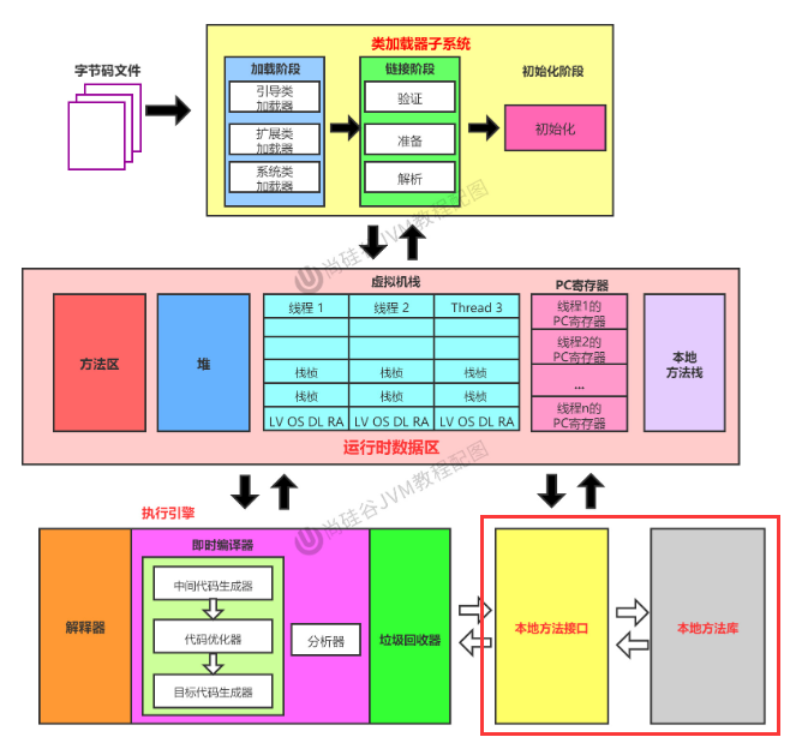 类加载器子系统
字节码文件
加载阶段
引导类
加载器
扩展类
加载器
系统类
加载器
链接阶段
验证
准备
解析
初始化阶段
初始化
尚硅谷JVM教程配图
虚拟机栈
PC寄存器
方法区
堆
线程 1
线程 2
Thread 3
栈桢
栈桢
栈桢
栈桢
栈桢
栈桢
LV OS DL RA
LV OS DL RA
LV OS DL RA
线程1的
PC寄存器
线程2的
PC寄存器
...
线程n的
PC寄存器
本地
方法栈
运行时数据区
尚硅谷JVM教程配图
执行引擎
解释器
即时编译器
中间代码生成器
代码优化器
目标代码生成器
分析器
垃圾回收器
本地方法接口
本地方法库